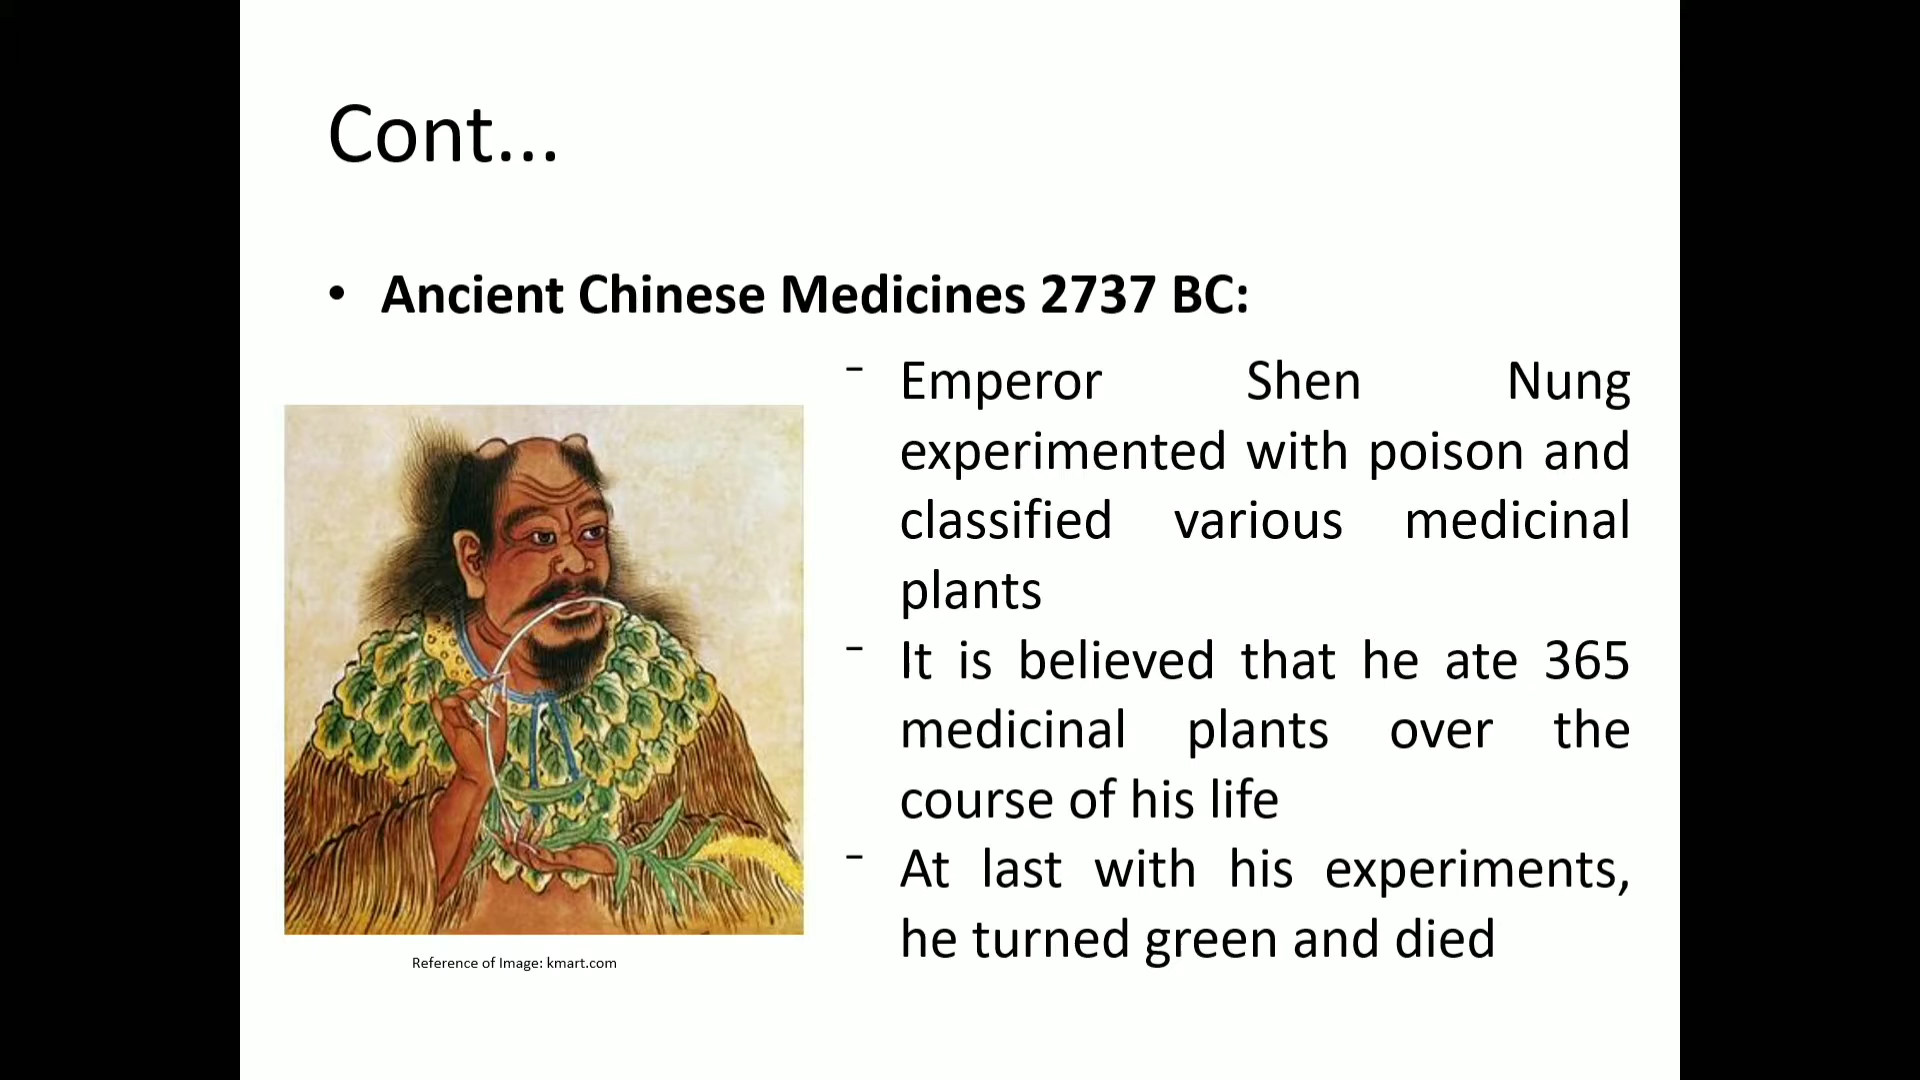 Cont...
• Ancient Chinese Medicines 2737 BC:
- Emperor Shen Nung
experimented with poison and
classified various medicinal
plants
- It is believed that he ate 365
medicinal plants over the
course of his life
- At last with his experiments,
he turned green and died
Reference of Image: kmart.com